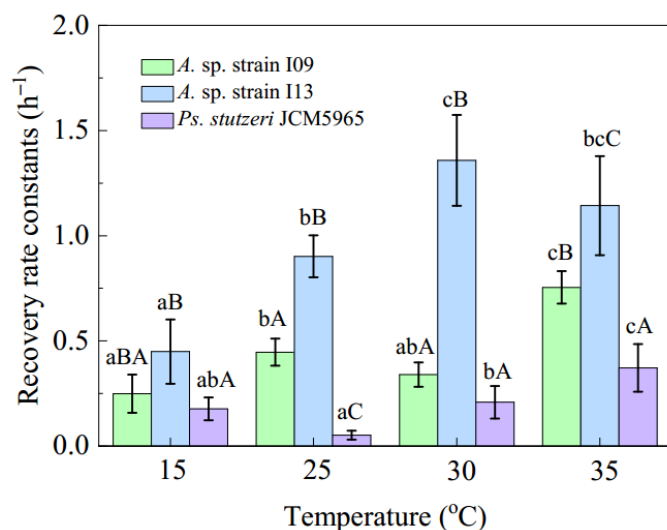 2.0
1.5
1.0
0.5
0.0
Recovery rate constants (h⁻¹)
A. sp. strain I09
A. sp. strain I13
Ps. stutzeri JCM5965
aBA
aB
abA
bA
bB
aC
abA
cB
bA
cB
bcC
cA
15
25
30
35
Temperature (°C)